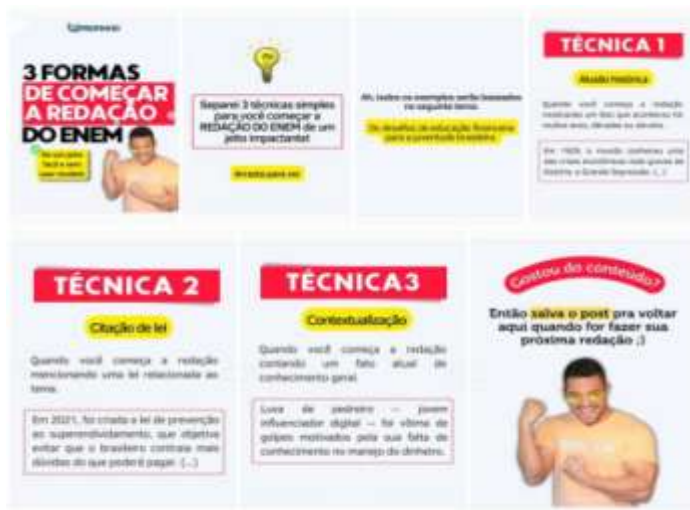 3 FORMAS
DE COMEÇAR
A REDAÇÃO
DO ENEM
Separei 3 técnicas simples
para você começar a
REDAÇÃO DO ENEM de um
jeito impactante!
Arrasta para ver
Ah, todos os exemplos serão baseados
no seguinte tema:
Os desafios da educação financeira
para a juventude brasileira
TÉCNICA 1
Alusão histórica
Quando você começa a redação
mostrando um fato que aconteceu há
muitos anos, décadas ou séculos.
Em 1929, o mundo conheceu uma
das crises econômicas mais graves da
história, a Grande Depressão. (...)
TÉCNICA 2
Citação de lei
Quando você começa a redação
mencionando uma lei relacionada ao
tema.
Em 2021, foi criada a lei de prevenção
ao superendividamento, que objetiva
evitar que o brasileiro contraia mais
dívidas do que poderá pagar. (...)
TÉCNICA 3
Contextualização
Quando você começa a redação
contando um fato atual de
conhecimento geral.
Luva de pedreiro — jovem
influenciador digital — foi vítima de
golpes motivados pela sua falta de
conhecimento no manejo do dinheiro.
Gostou do conteúdo?
Então salva o post pra voltar
aqui quando for fazer sua
próxima redação ;)